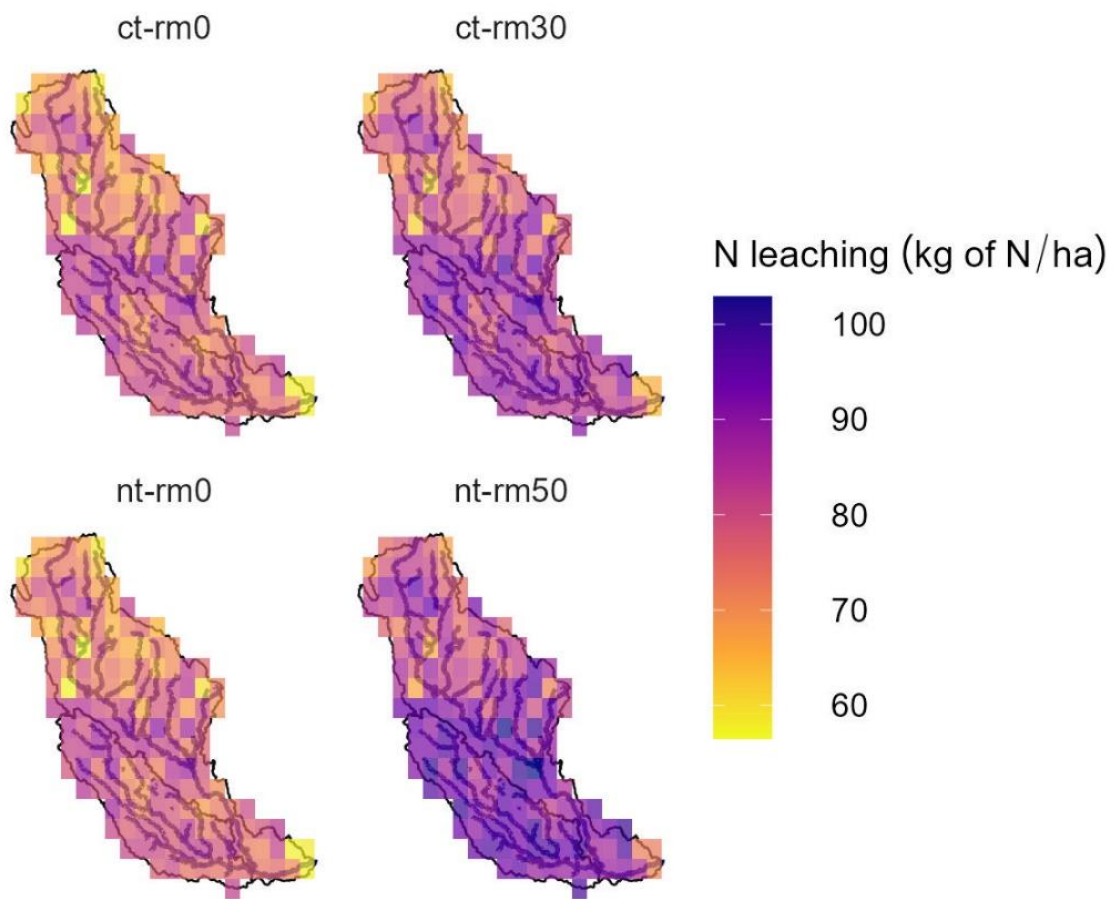 ct-rm0
ct-rm30
nt-rm0
nt-rm50
N leaching (kg of N/ha)
100
90
80
70
60